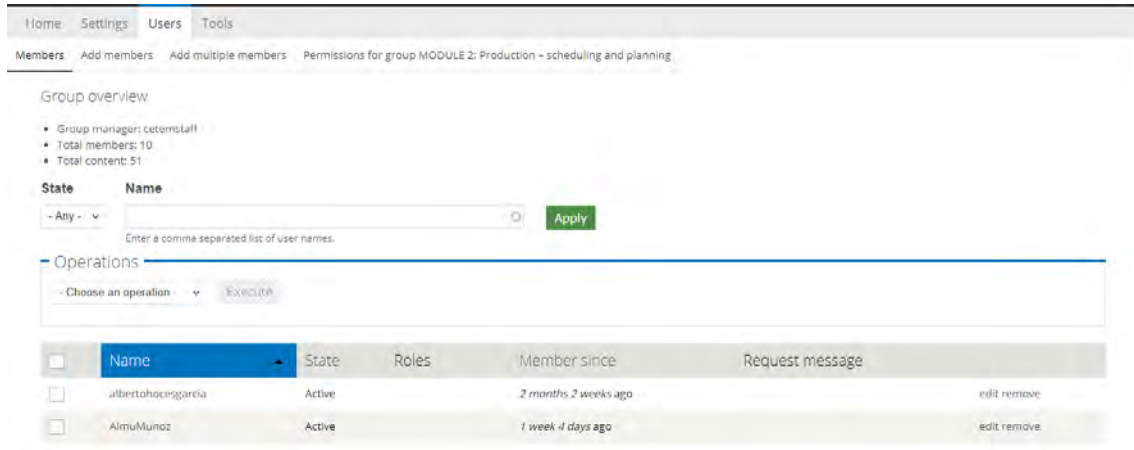 Home Settings Users Tools
Members Add members Add multiple members Permissions for group MODULE 2: Production – scheduling and planning
Group overview
Group manager: cetemstaff
Total members: 10
Total content: 51
State Name
- Any - Apply
Enter a comma separated list of user names.
Operations
- Choose an operation - Execute
Name State Roles Member since Request message
albertohocesgarcia Active 2 months 2 weeks ago edit remove
AlmuMunoz Active 1 week 4 days ago edit remove